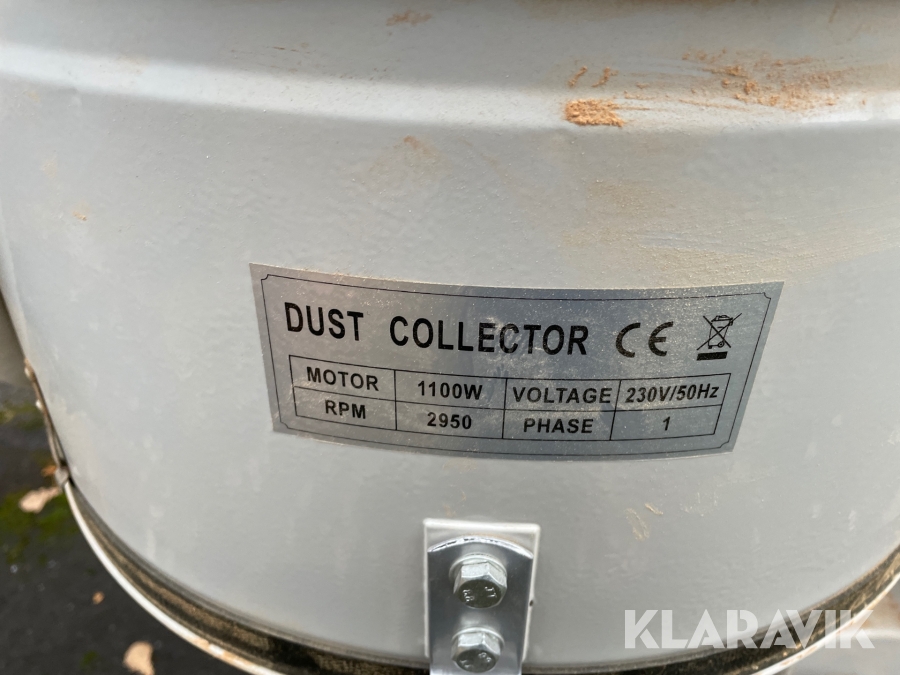 DUST COLLECTOR CE
MOTOR 1100W VOLTAGE 230V/50Hz
RPM 2950 PHASE 1
KLARAVIK